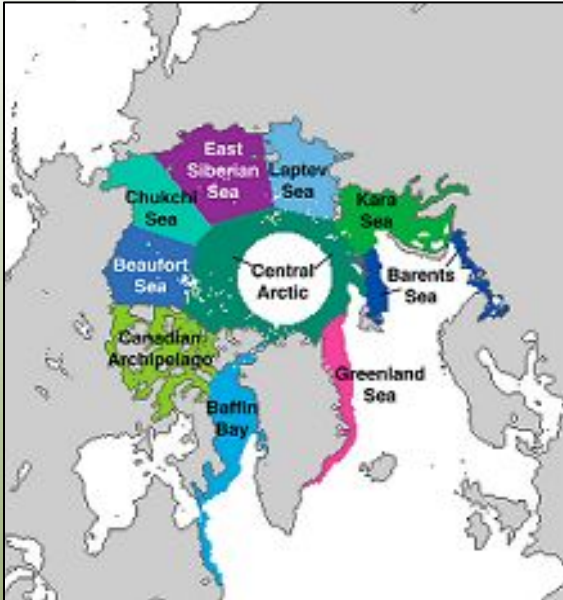 East
Siberian
Sea
Laptev
Sea
Chukchi
Sea
Kara
Sea
Beaufort
Sea
Central
Arctic
Barents
Sea
Canadian
Archipelago
Greenland
Sea
Baffin
Bay